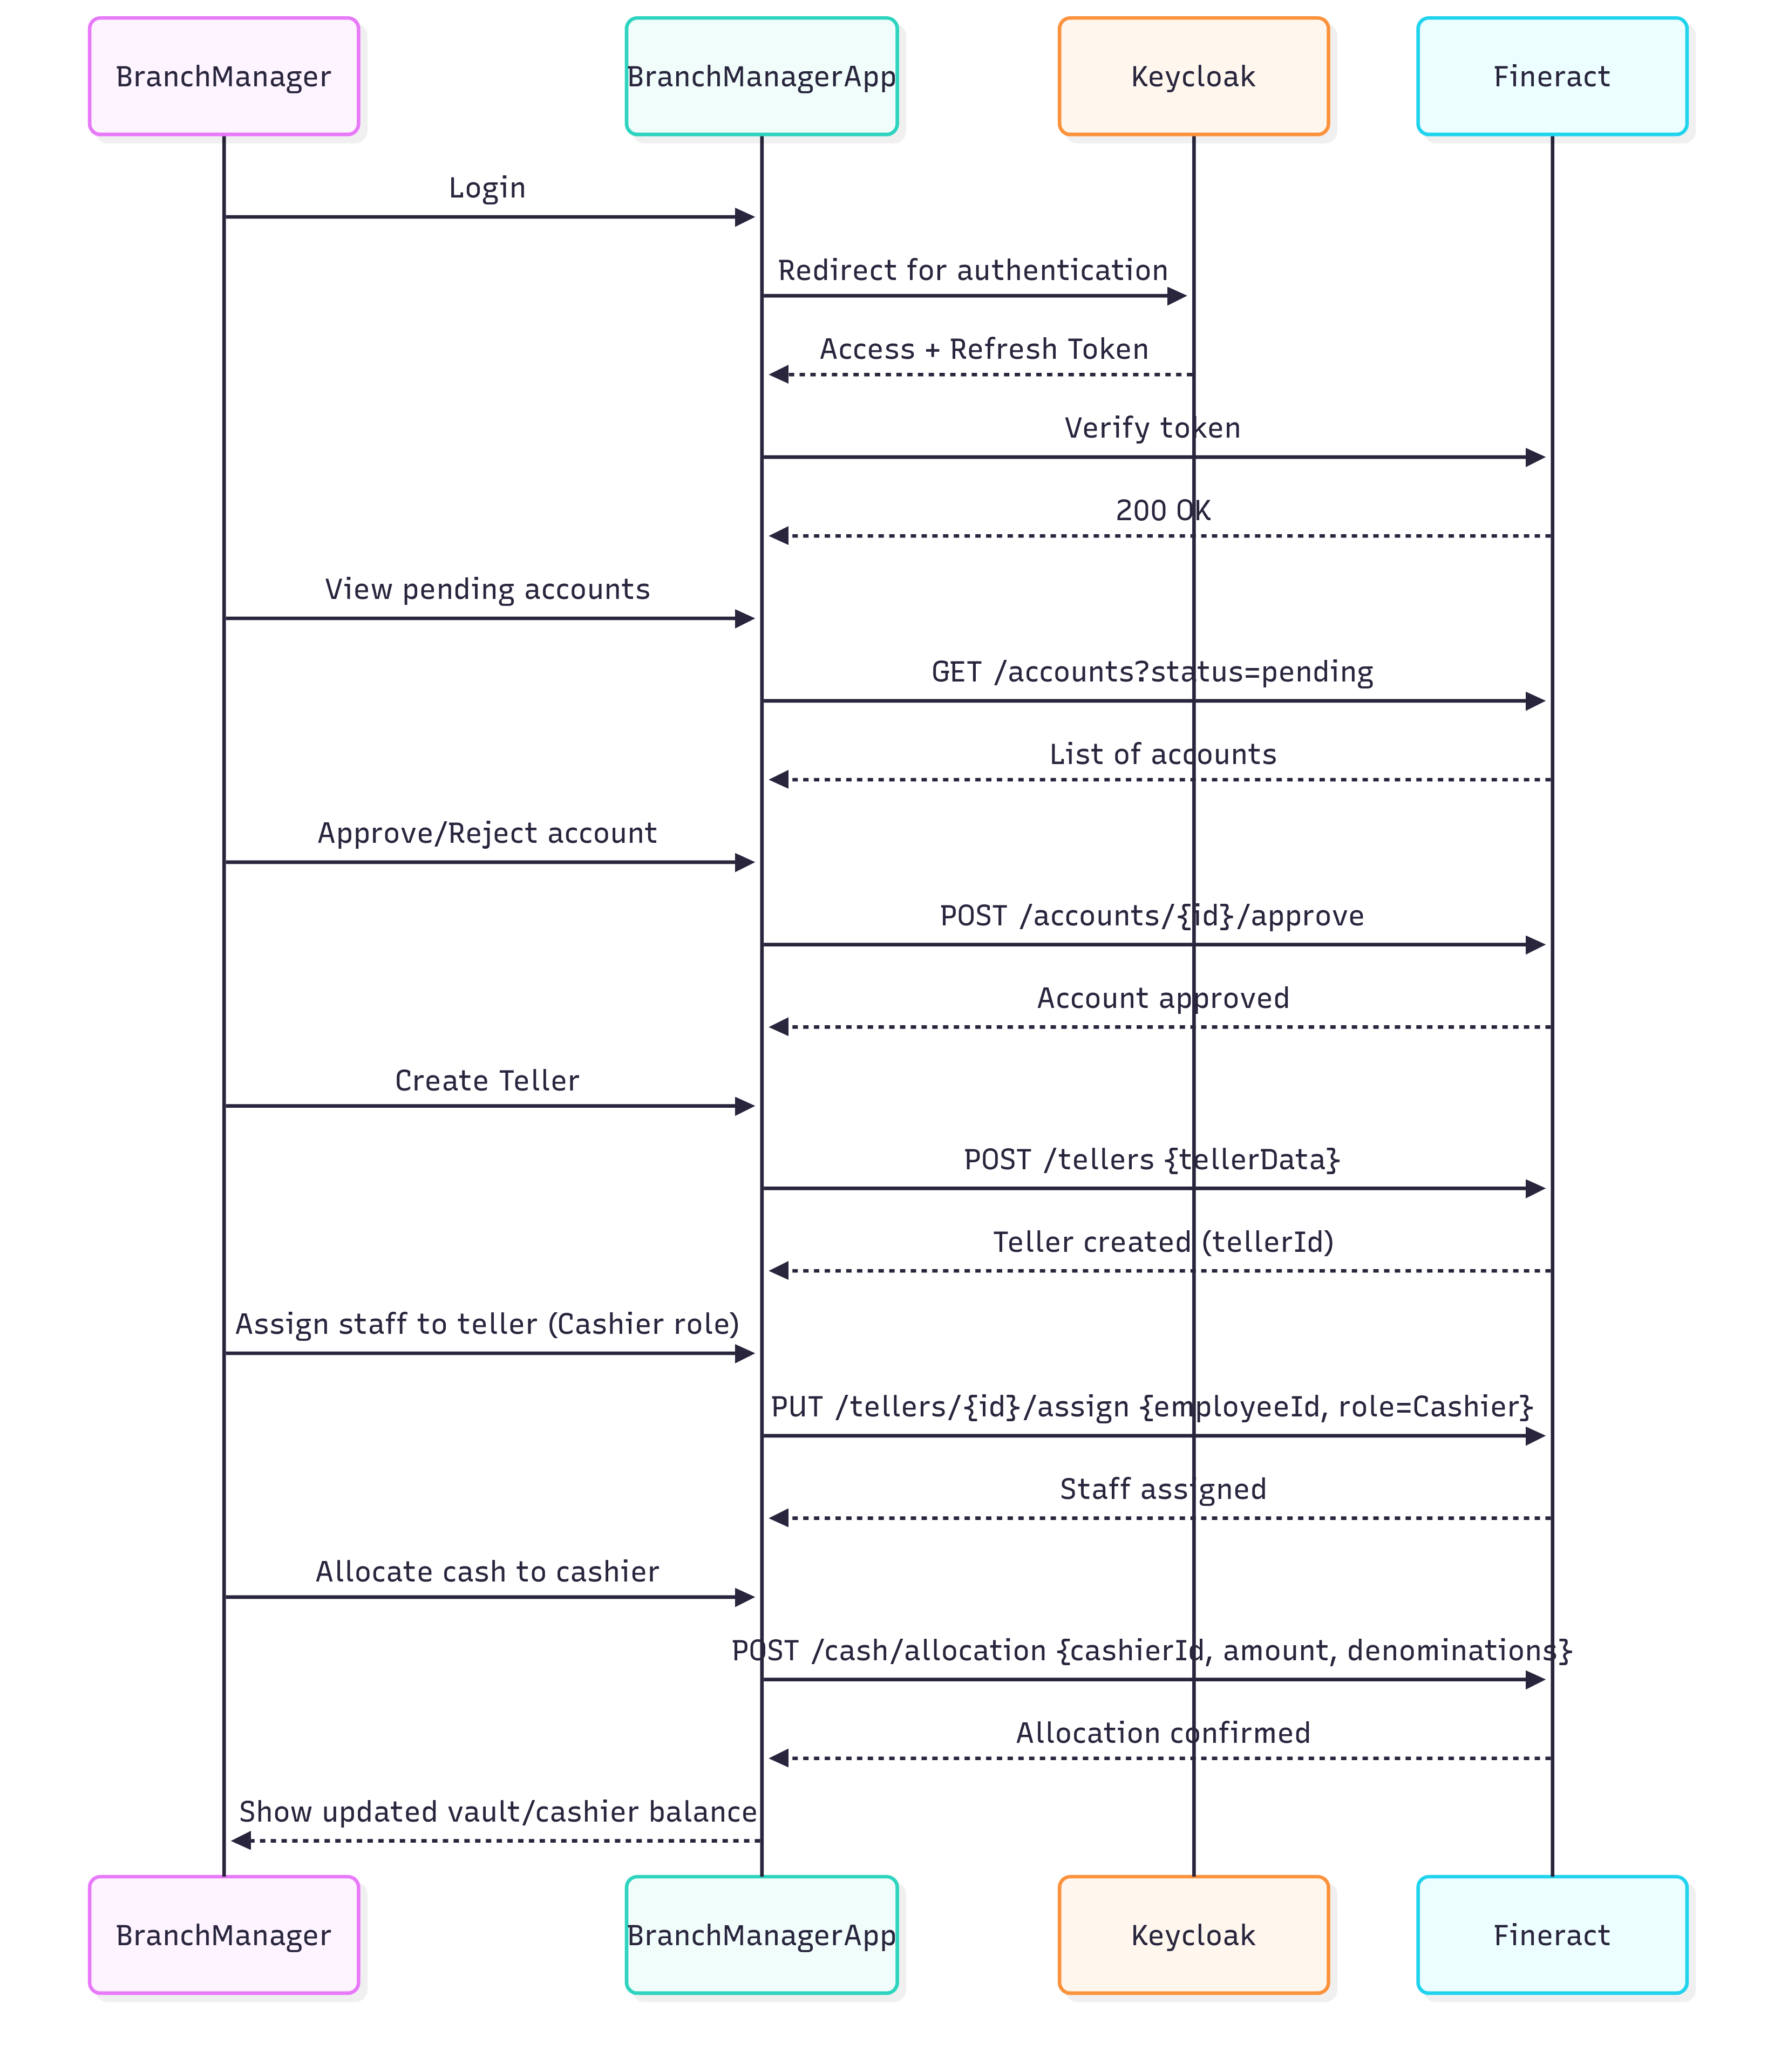 BranchManager
BranchManagerApp
Keycloak
Fineract
Login
Redirect for authentication
Access + Refresh Token
Verify token
200 OK
View pending accounts
GET /accounts?status=pending
List of accounts
Approve/Reject account
POST /accounts/{id}/approve
Account approved
Create Teller
POST /tellers {tellerData}
Teller created (tellerId)
Assign staff to teller (Cashier role)
PUT /tellers/{id}/assign {employeeId, role=Cashier}
Staff assigned
Allocate cash to cashier
POST /cash/allocation {cashierId, amount, denominations}
Allocation confirmed
Show updated vault/cashier balance
BranchManager
BranchManagerApp
Keycloak
Fineract